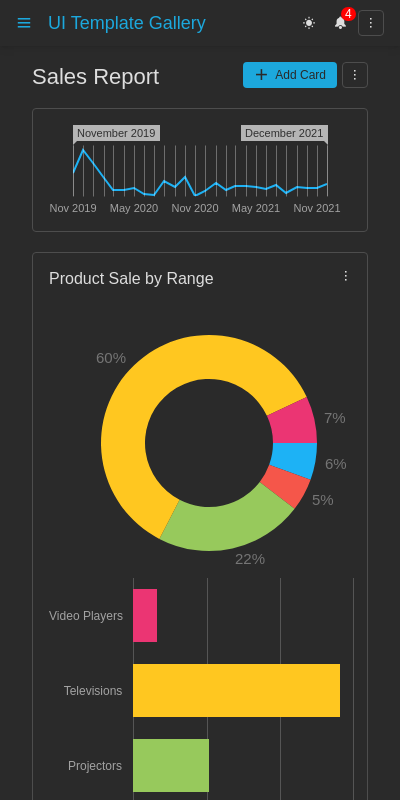 UI Template Gallery
4
Sales Report
Add Card
November 2019
December 2021
Nov 2019 May 2020 Nov 2020 May 2021 Nov 2021
Product Sale by Range
60%
7%
6%
5%
22%
Video Players
Televisions
Projectors